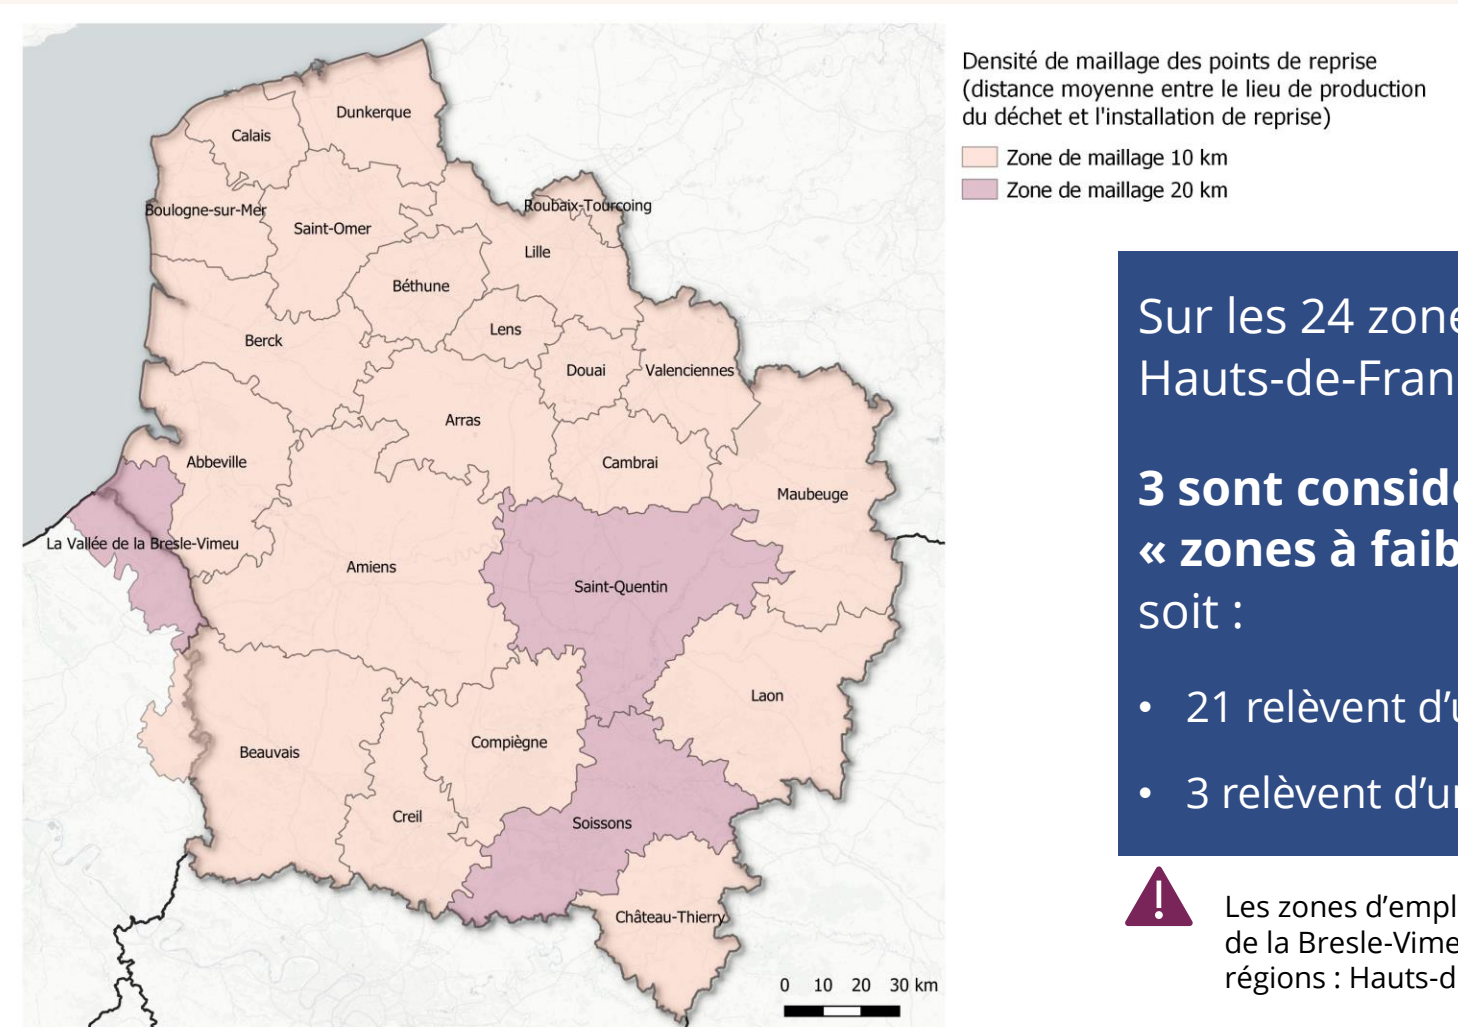 Densité de maillage des points de reprise
(distance moyenne entre le lieu de production
du déchet et l'installation de reprise)
Zone de maillage 10 km
Zone de maillage 20 km
Dunkerque
Calais
Boulogne-sur-Mer
Roubaix-Tourcoing
Saint-Omer
Lille
Béthune
Lens
Berck
Douai
Valenciennes
Arras
Abbeville
Cambrai
Maubeuge
La Vallée de la Bresle-Vimeu
Amiens
Saint-Quentin
Laon
Beauvais
Compiègne
Creil
Soissons
Château-Thierry
0 10 20 30 km
Sur les 24 zone
Hauts-de-Fran
3 sont consid
« zones à faib
soit :
• 21 relèvent d'u
• 3 relèvent d'u
Les zones d'empl
de la Bresle-Vime
régions : Hauts-d